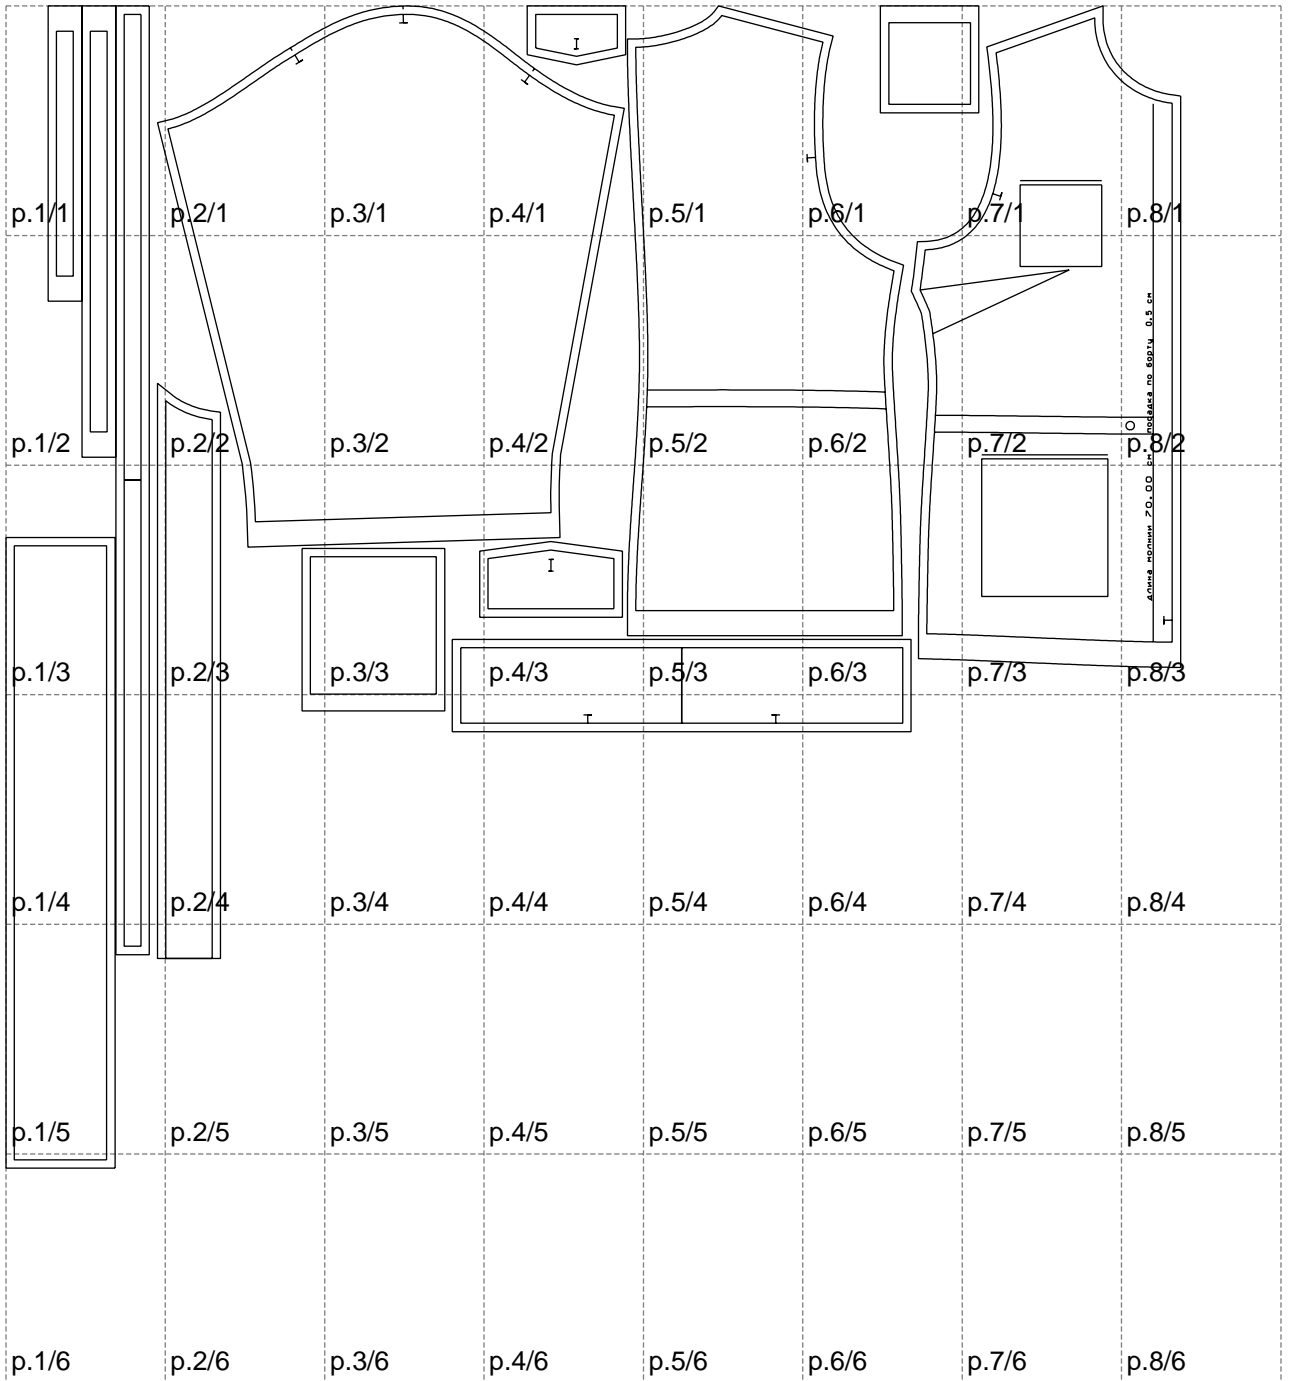 p.1/1 p.2/1 p.3/1 p.4/1 p.5/1 p.6/1 p.7/1 p.8/1
p.1/2 p.2/2 p.3/2 p.4/2 p.5/2 p.6/2 p.7/2 p.8/2
длина молнии 70.00 см посадка по борту 0.5 см
p.1/3 p.2/3 p.3/3 p.4/3 p.5/3 p.6/3 p.7/3 p.8/3
p.1/4 p.2/4 p.3/4 p.4/4 p.5/4 p.6/4 p.7/4 p.8/4
p.1/5 p.2/5 p.3/5 p.4/5 p.5/5 p.6/5 p.7/5 p.8/5
p.1/6 p.2/6 p.3/6 p.4/6 p.5/6 p.6/6 p.7/6 p.8/6